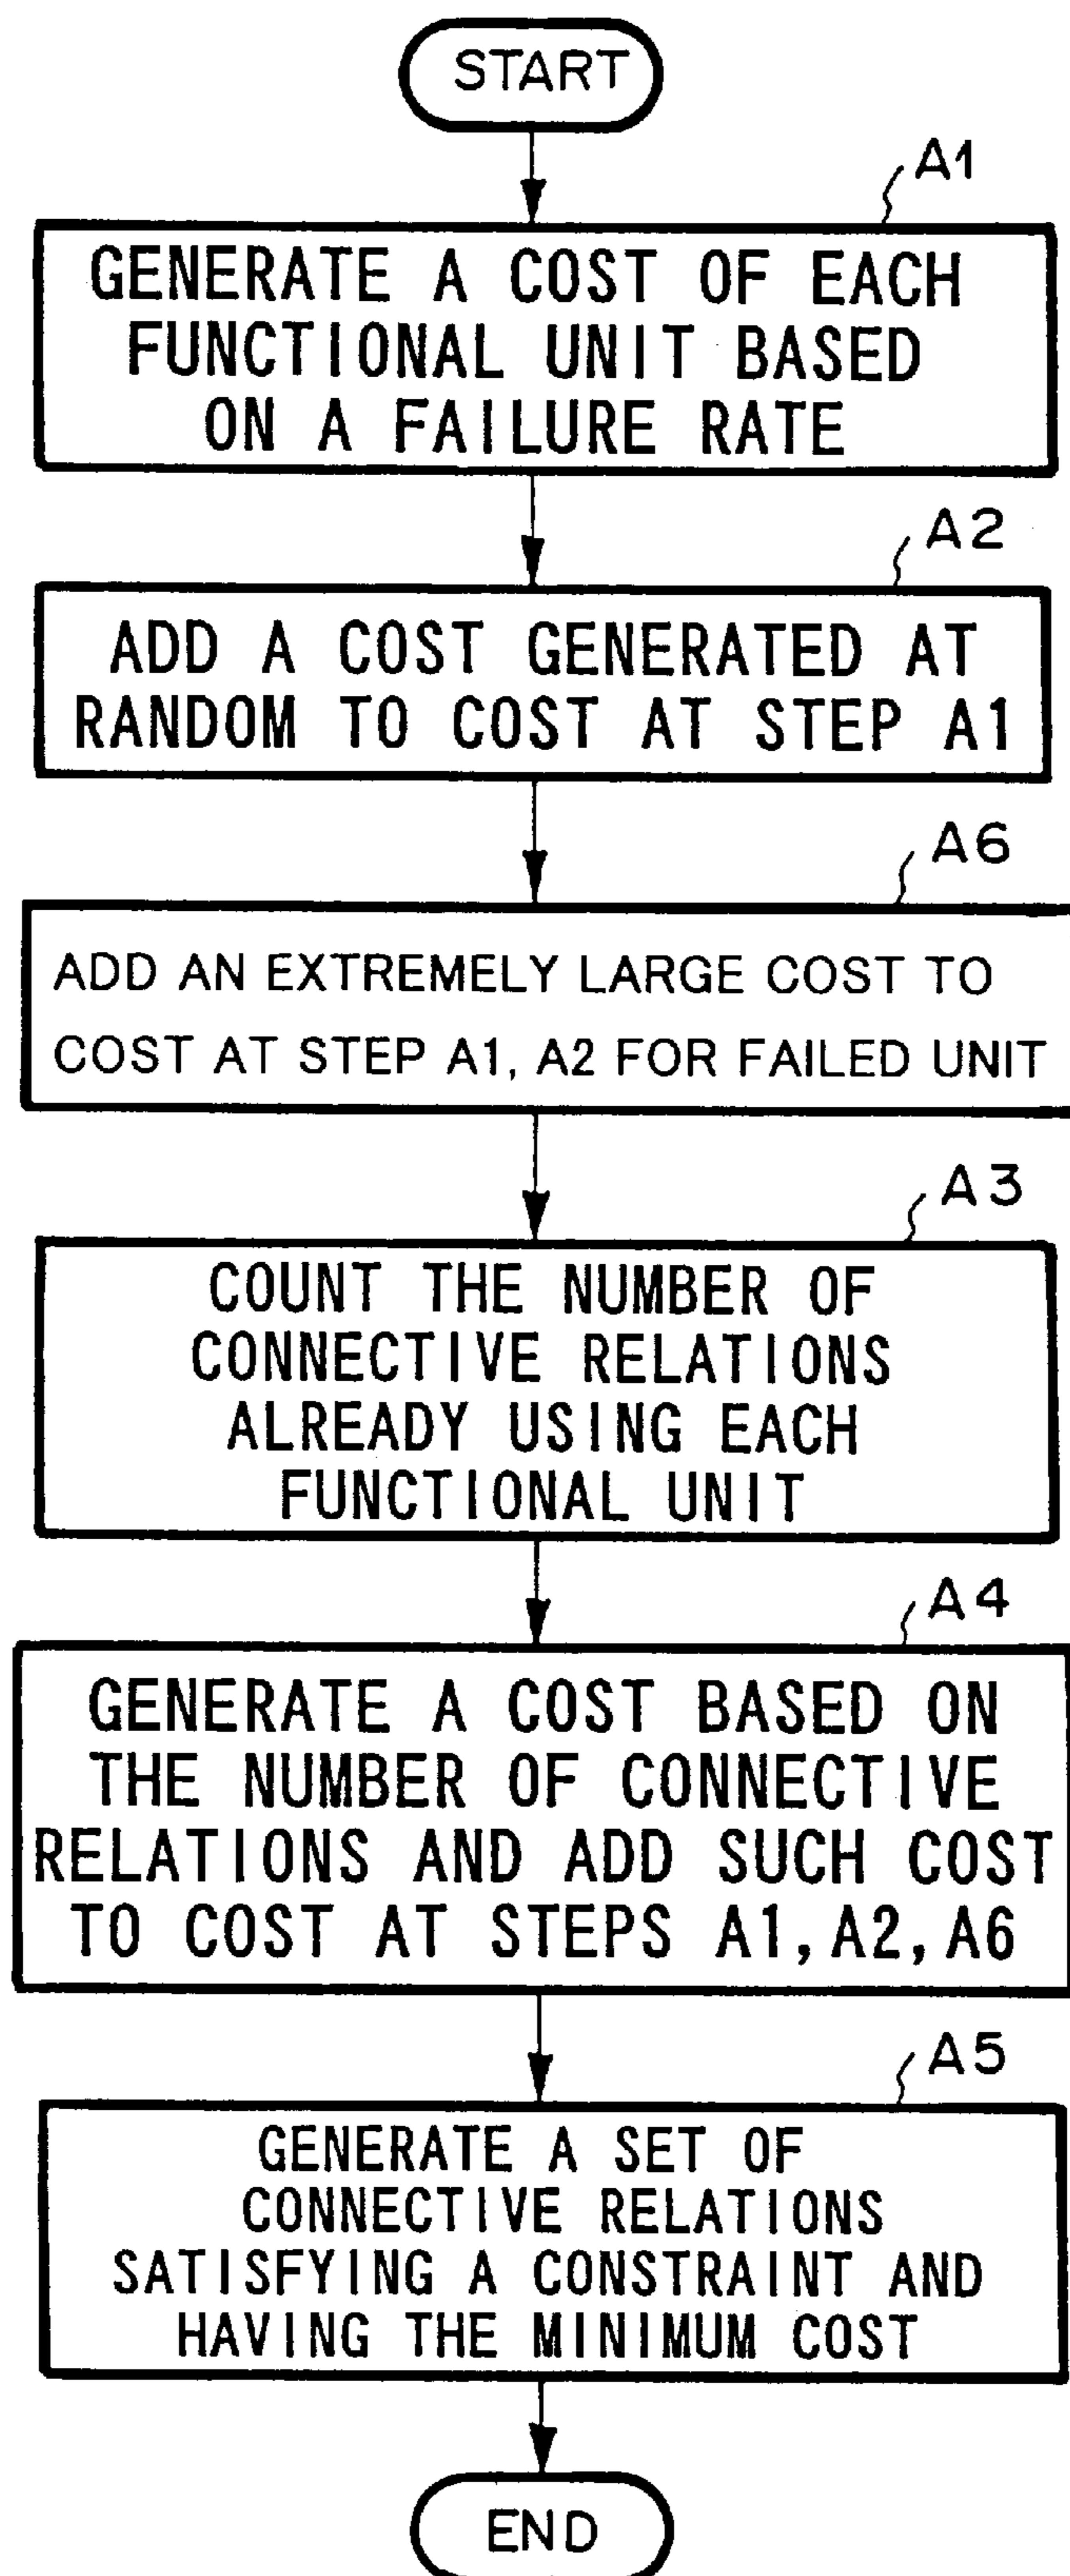 START
A1
GENERATE A COST OF EACH
FUNCTIONAL UNIT BASED
ON A FAILURE RATE
A2
ADD A COST GENERATED AT
RANDOM TO COST AT STEP A1
A6
ADD AN EXTREMELY LARGE COST TO
COST AT STEP A1, A2 FOR FAILED UNIT
A3
COUNT THE NUMBER OF
CONNECTIVE RELATIONS
ALREADY USING EACH
FUNCTIONAL UNIT
A4
GENERATE A COST BASED ON
THE NUMBER OF CONNECTIVE
RELATIONS AND ADD SUCH COST
TO COST AT STEPS A1, A2, A6
A5
GENERATE A SET OF
CONNECTIVE RELATIONS
SATISFYING A CONSTRAINT AND
HAVING THE MINIMUM COST
END